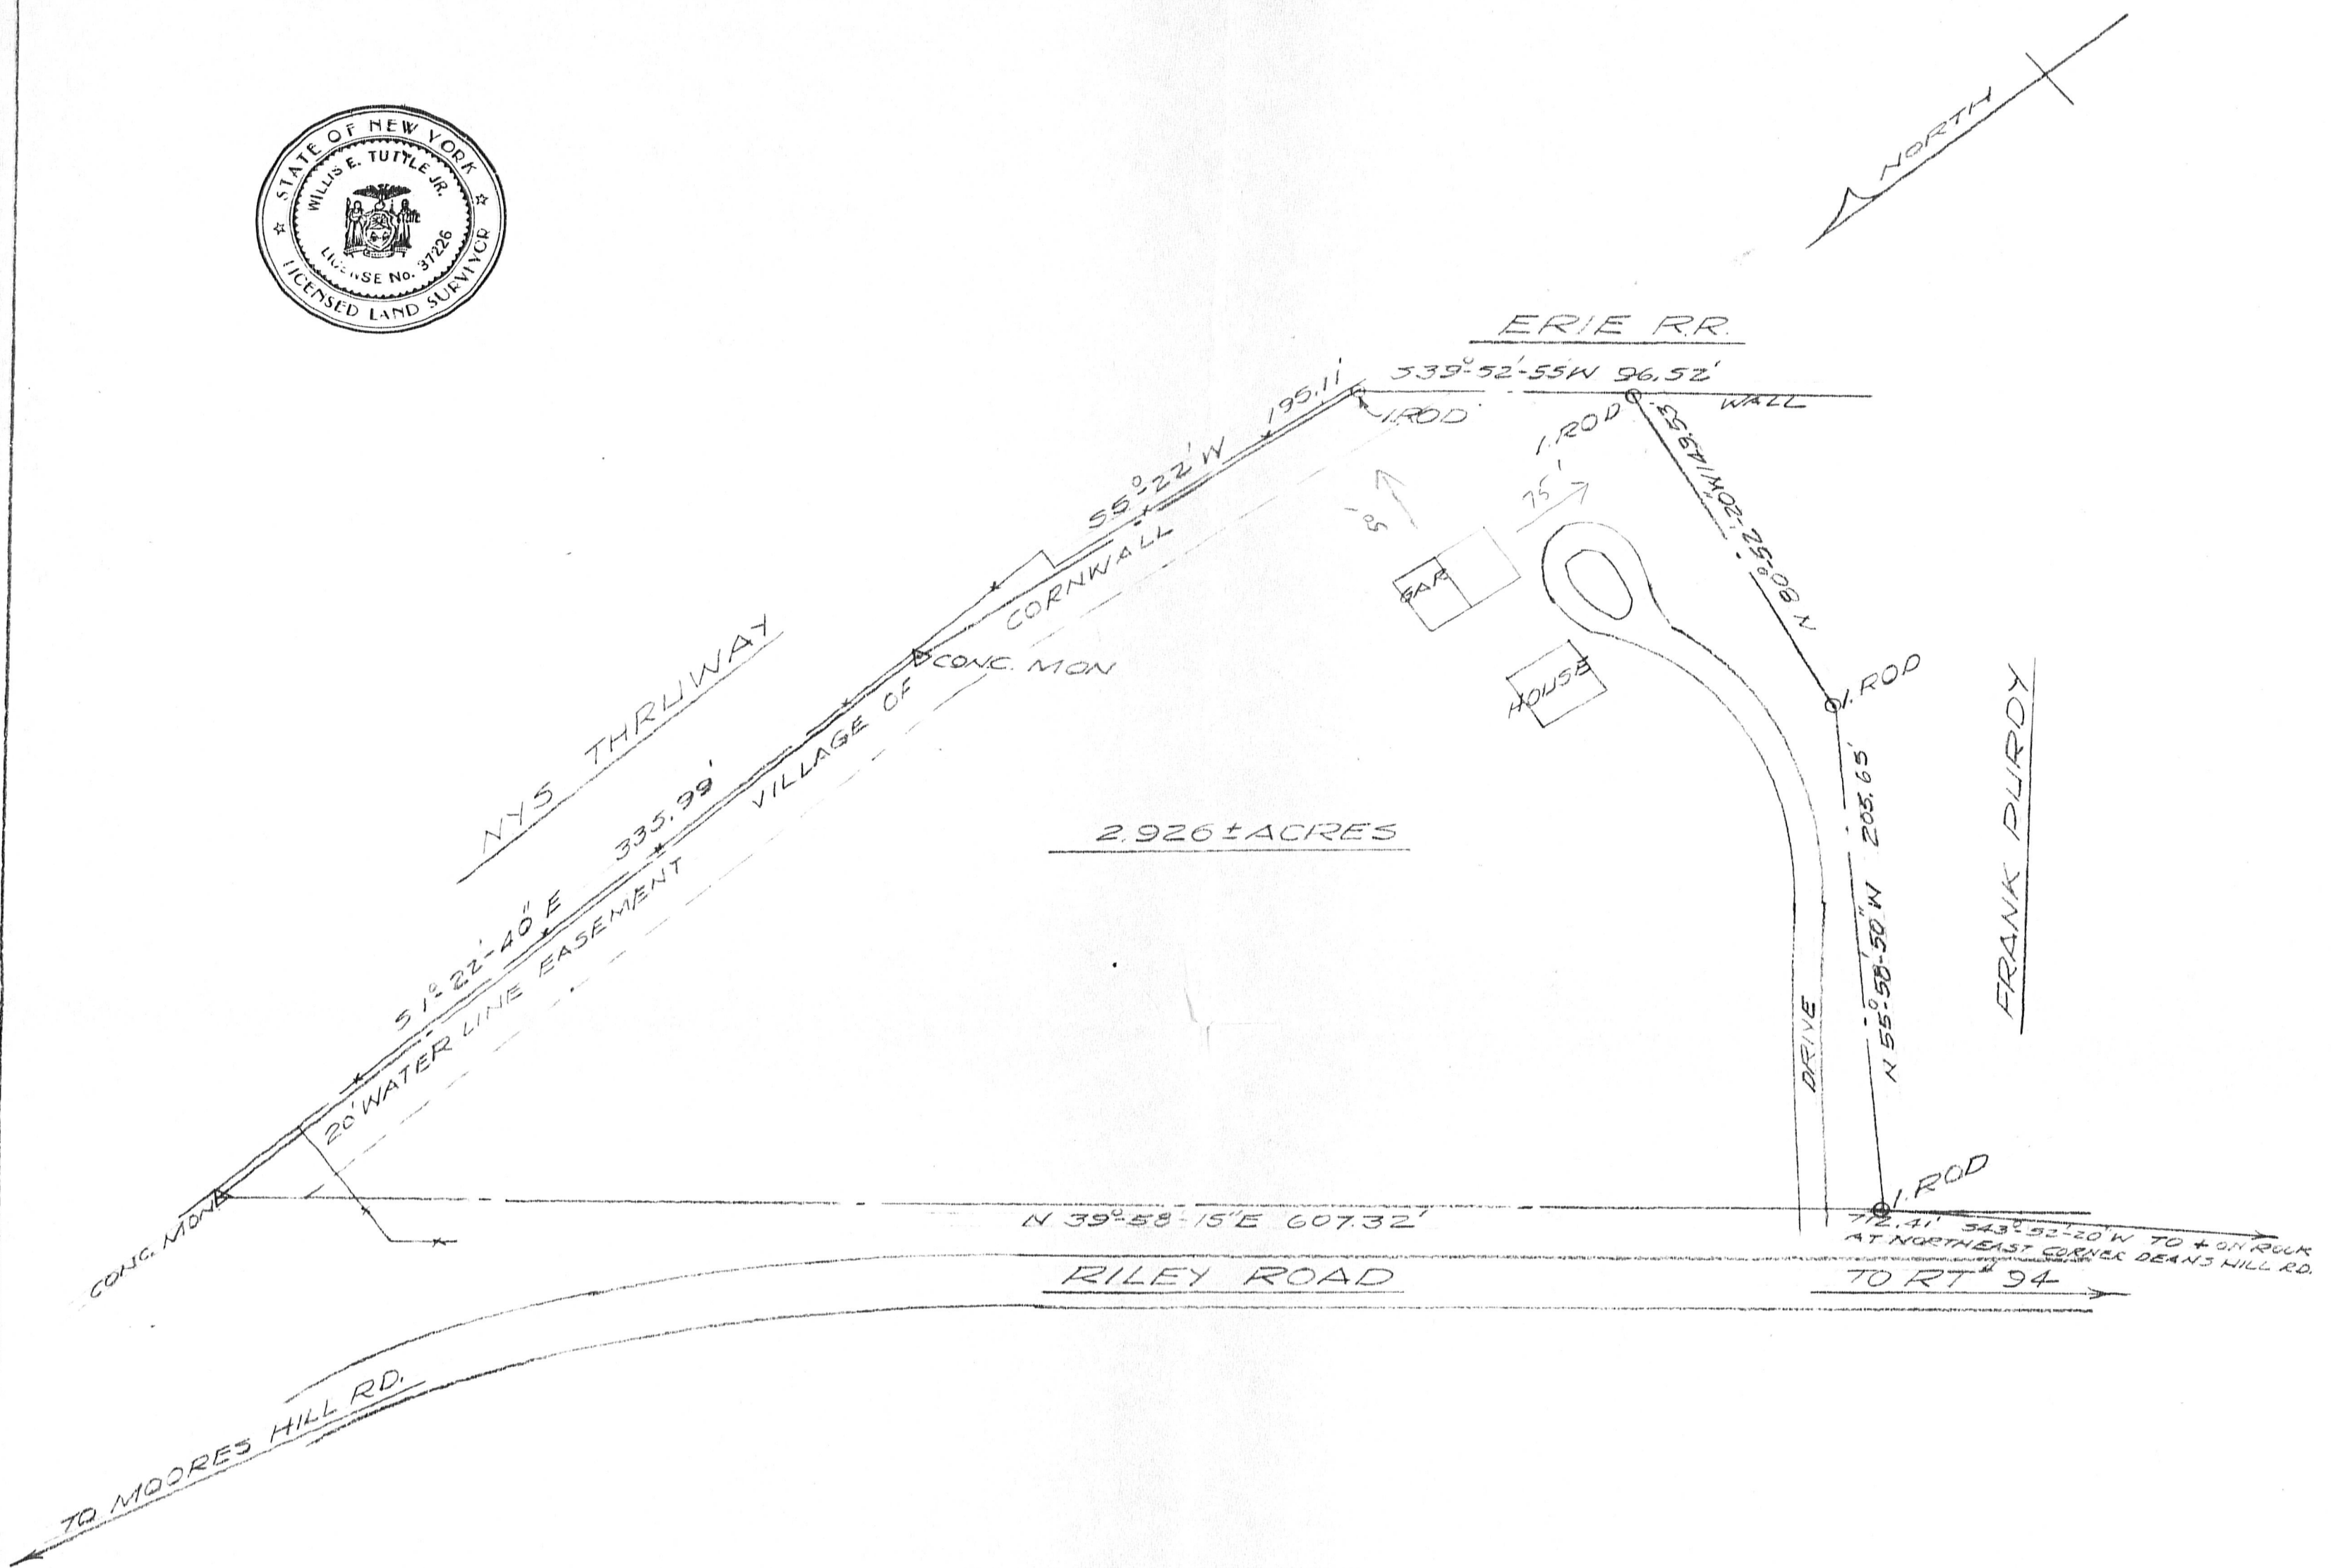 STATE OF NEW YORK
WILLIS E. TUTTLE JR.
LICENSE No. 37226
LICENSED LAND SURVEYOR
NORTH
ERIE R.R.
S39°-52'-55W 96.52'
WALL
195.11'
I.ROD
I.ROD
N 80°-52'-20"W 149.53
55°-22'W
75'
GAR
HOUSE
I.ROD
CONC. MON
NYS THRUWAY
335.99'
S1°-22'-40"E
20' WATER LINE EASEMENT VILLAGE OF CORNWALL
2.926± ACRES
FRANK PURDY
N 55°-58'-50"W 205.65'
DRIVE
I.ROD
CONC. MON
N 39°-58'-15"E 607.32'
712.41' S43°-52'-20"W TO + ON ROCK
AT NORTHEAST CORNER DEANS HILL RD.
RILEY ROAD
TO RT# 94
TO MOORES HILL RD.